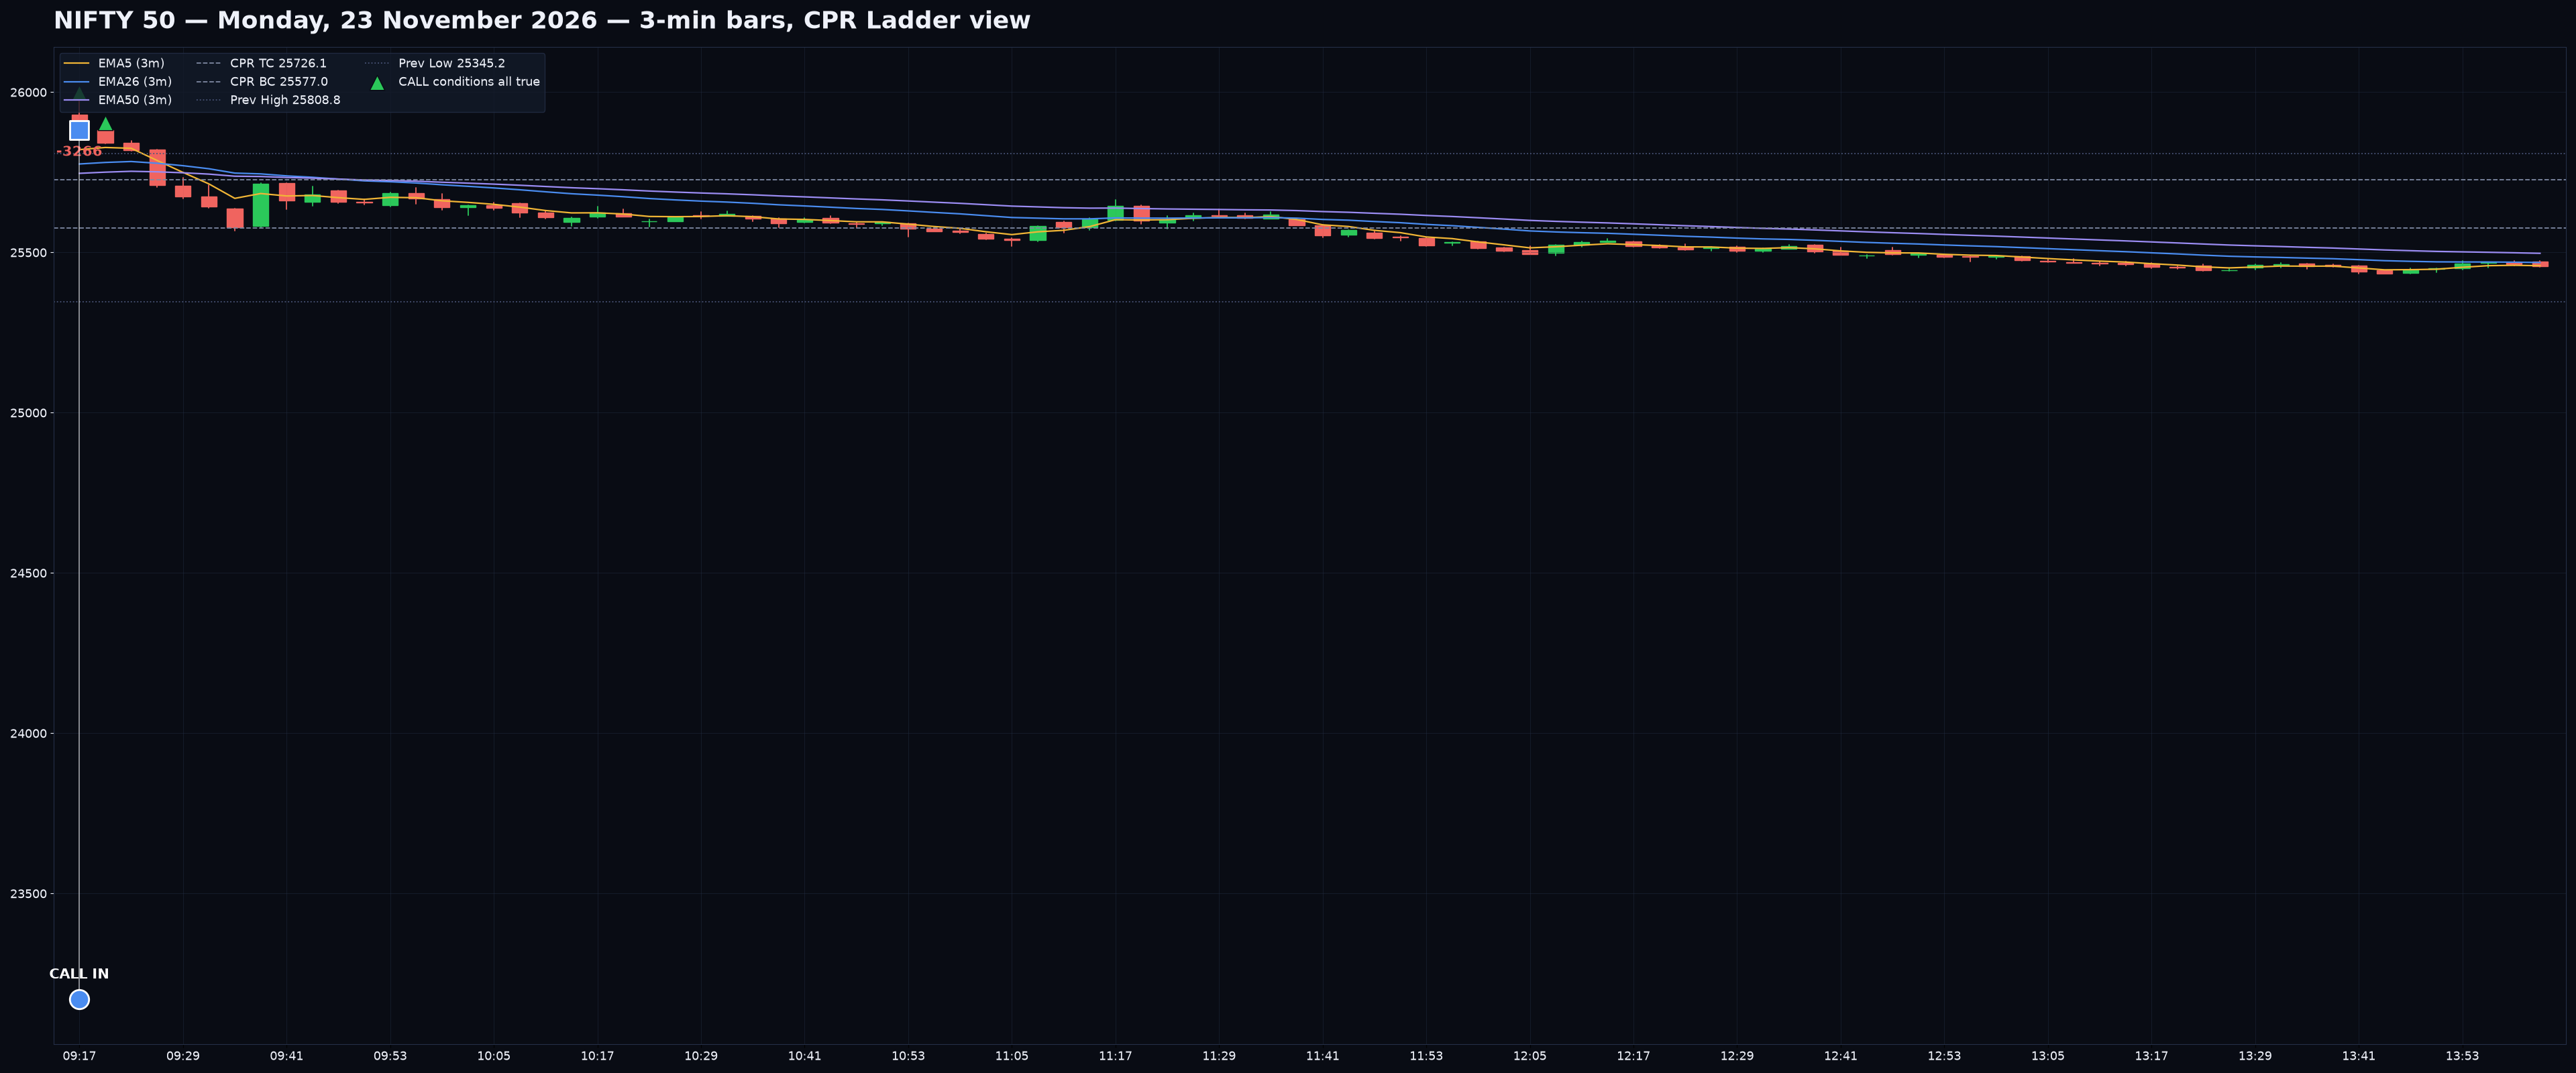 NIFTY 50 — Monday, 23 November 2026 — 3-min bars, CPR Ladder view
EMA5 (3m)
EMA26 (3m)
EMA50 (3m)
CPR TC 25726.1
CPR BC 25577.0
Prev High 25808.8
Prev Low 25345.2
CALL conditions all true
26000
25500
25000
24500
24000
23500
-3266
CALL IN
09:17 09:29 09:41 09:53 10:05 10:17 10:29 10:41 10:53 11:05 11:17 11:29 11:41 11:53 12:05 12:17 12:29 12:41 12:53 13:05 13:17 13:29 13:41 13:53